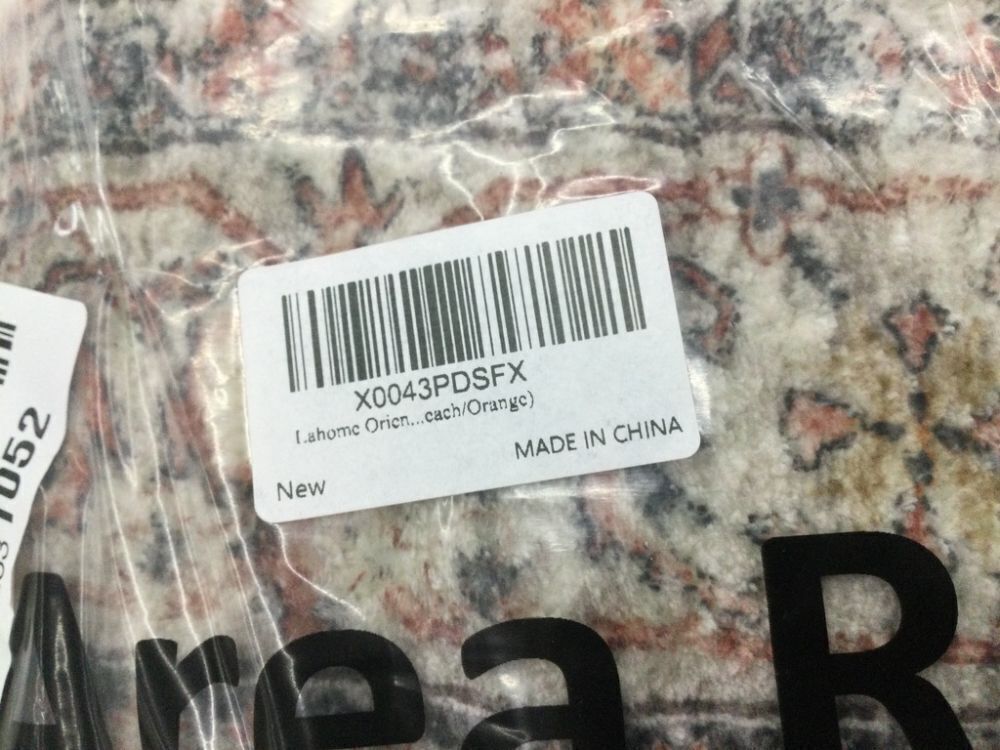 X0043PDSFX
Lahome Orien...each/Orange)
MADE IN CHINA
New
1052
Area R